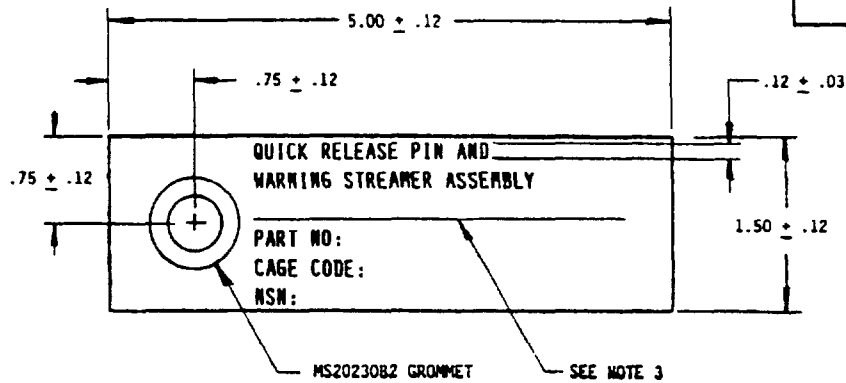 5.00 ± .12
.75 ± .12
.12 ± .03
QUICK RELEASE PIN AND
WARNING STREAMER ASSEMBLY
.75 ± .12
1.50 ± .12
PART NO:
CAGE CODE:
NSN:
MS20230B2 GROMMET
SEE NOTE 3